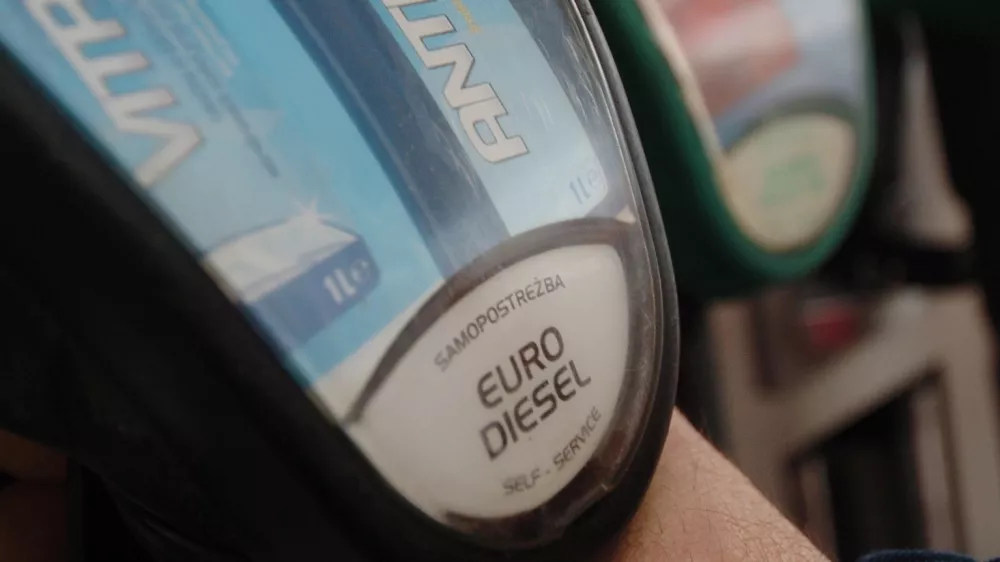 VITA
1L e
ANTI
1L e
SAMOPOSTREŽBA
EURO
DIESEL
SELF - SERVICE